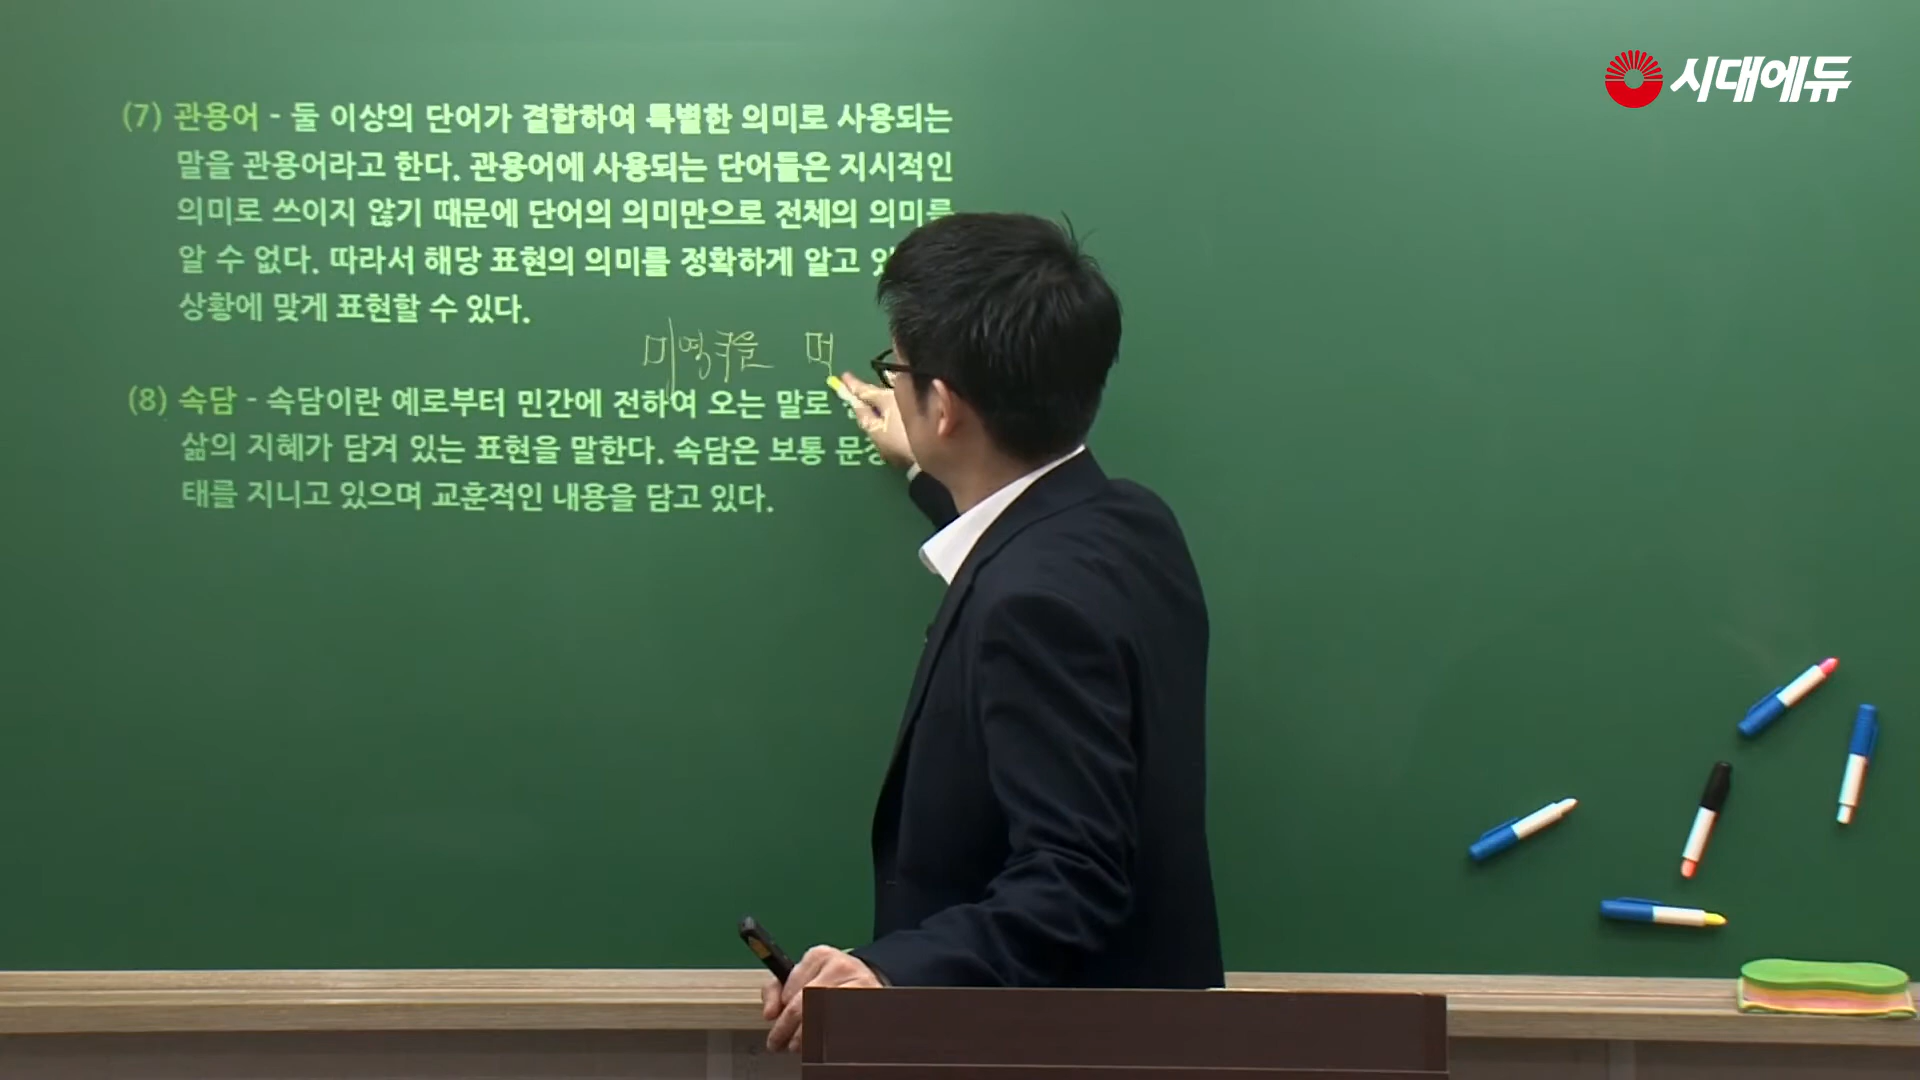 시대에듀
(7) 관용어 - 둘 이상의 단어가 결합하여 특별한 의미로 사용되는
말을 관용어라고 한다. 관용어에 사용되는 단어들은 지시적인
의미로 쓰이지 않기 때문에 단어의 의미만으로 전체의 의미를
알 수 없다. 따라서 해당 표현의 의미를 정확하게 알고
상황에 맞게 표현할 수 있다.
미역국을 먹
(8) 속담 - 속담이란 예로부터 민간에 전하여 오는 말로
삶의 지혜가 담겨 있는 표현을 말한다. 속담은 보통
태를 지니고 있으며 교훈적인 내용을 담고 있다.